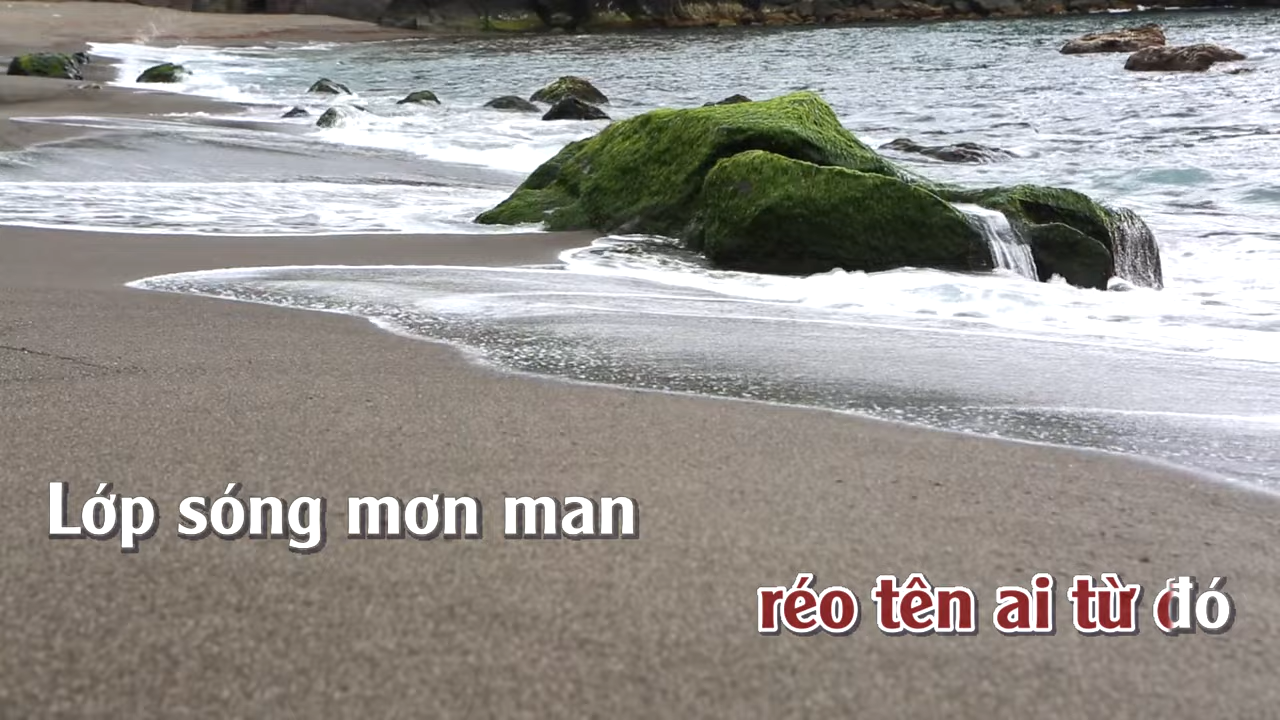 Lớp sóng mơn man
réo tên ai từ đó